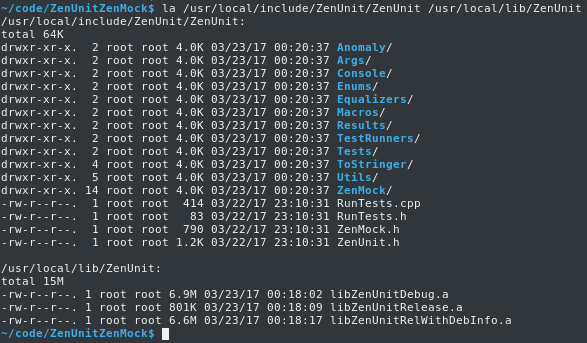 ~/code/ZenUnitZenMock$ la /usr/local/include/ZenUnit/ZenUnit /usr/local/lib/ZenUnit
/usr/local/include/ZenUnit/ZenUnit:
total 64K
drwxr-xr-x.  2 root root 4.0K 03/23/17 00:20:37 Anomaly/
drwxr-xr-x.  2 root root 4.0K 03/23/17 00:20:37 Args/
drwxr-xr-x.  2 root root 4.0K 03/23/17 00:20:37 Console/
drwxr-xr-x.  2 root root 4.0K 03/23/17 00:20:37 Enums/
drwxr-xr-x.  2 root root 4.0K 03/23/17 00:20:37 Equalizers/
drwxr-xr-x.  2 root root 4.0K 03/23/17 00:20:37 Macros/
drwxr-xr-x.  2 root root 4.0K 03/23/17 00:20:37 Results/
drwxr-xr-x.  2 root root 4.0K 03/23/17 00:20:37 TestRunners/
drwxr-xr-x.  2 root root 4.0K 03/23/17 00:20:37 Tests/
drwxr-xr-x.  4 root root 4.0K 03/23/17 00:20:37 ToStringer/
drwxr-xr-x.  5 root root 4.0K 03/23/17 00:20:37 Utils/
drwxr-xr-x. 14 root root 4.0K 03/23/17 00:20:37 ZenMock/
-rw-r--r--.  1 root root  414 03/22/17 23:10:31 RunTests.cpp
-rw-r--r--.  1 root root   83 03/22/17 23:10:31 RunTests.h
-rw-r--r--.  1 root root  790 03/22/17 23:10:31 ZenMock.h
-rw-r--r--.  1 root root 1.2K 03/22/17 23:10:31 ZenUnit.h

/usr/local/lib/ZenUnit:
total 15M
-rw-r--r--. 1 root root 6.9M 03/23/17 00:18:02 libZenUnitDebug.a
-rw-r--r--. 1 root root 801K 03/23/17 00:18:09 libZenUnitRelease.a
-rw-r--r--. 1 root root 6.6M 03/23/17 00:18:17 libZenUnitRelWithDebInfo.a
~/code/ZenUnitZenMock$